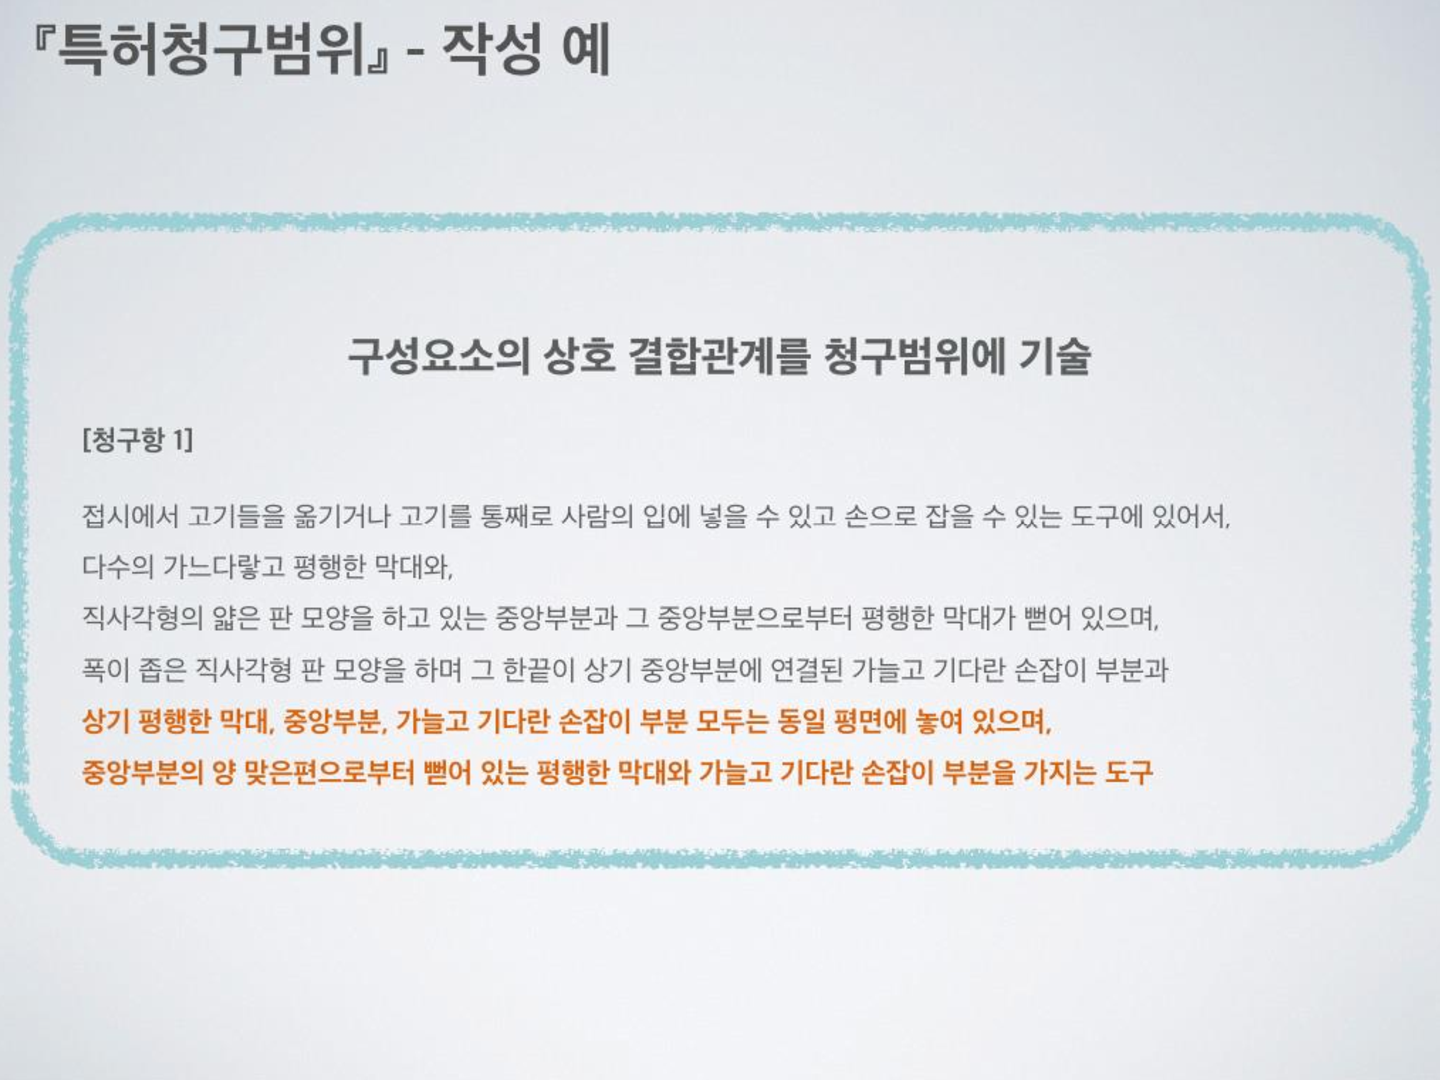 『특허청구범위』 - 작성 예
구성요소의 상호 결합관계를 청구범위에 기술
[청구항 1]
접시에서 고기들을 옮기거나 고기를 통째로 사람의 입에 넣을 수 있고 손으로 잡을 수 있는 도구에 있어서,
다수의 가느다랗고 평행한 막대와,
직사각형의 얇은 판 모양을 하고 있는 중앙부분과 그 중앙부분으로부터 평행한 막대가 뻗어 있으며,
폭이 좁은 직사각형 판 모양을 하며 그 한끝이 상기 중앙부분에 연결된 가늘고 기다란 손잡이 부분과
상기 평행한 막대, 중앙부분, 가늘고 기다란 손잡이 부분 모두는 동일 평면에 놓여 있으며,
중앙부분의 양 맞은편으로부터 뻗어 있는 평행한 막대와 가늘고 기다란 손잡이 부분을 가지는 도구